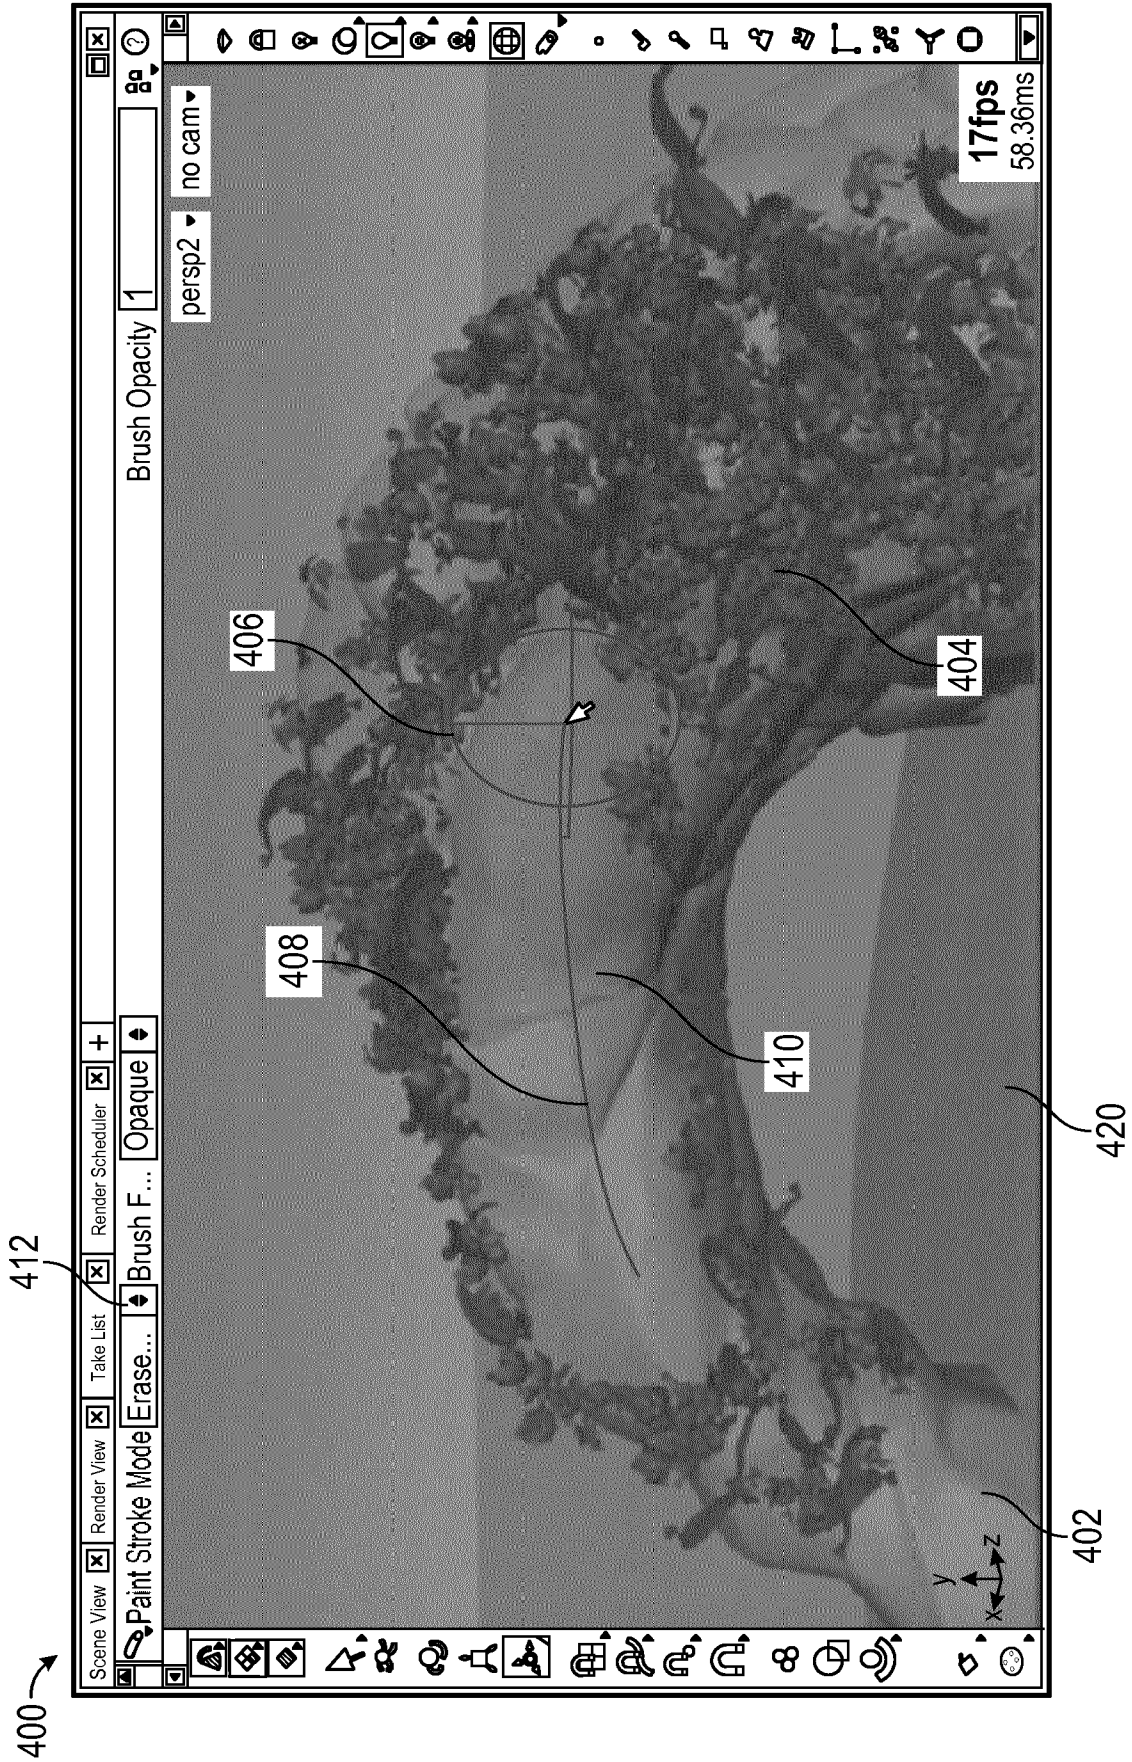 400
412
Scene View Render View Take List Render Scheduler +
Paint Stroke Mode Erase... Brush F... Opaque Brush Opacity 1
persp2 no cam
406
408
410
404
y
x z
17fps
58.36ms
402
420